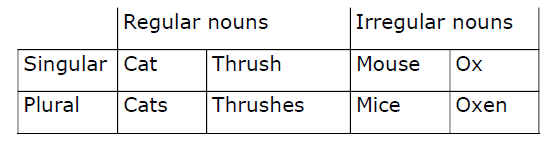 Regular nouns Irregular nouns
Singular Cat Thrush Mouse Ox
Plural Cats Thrushes Mice Oxen